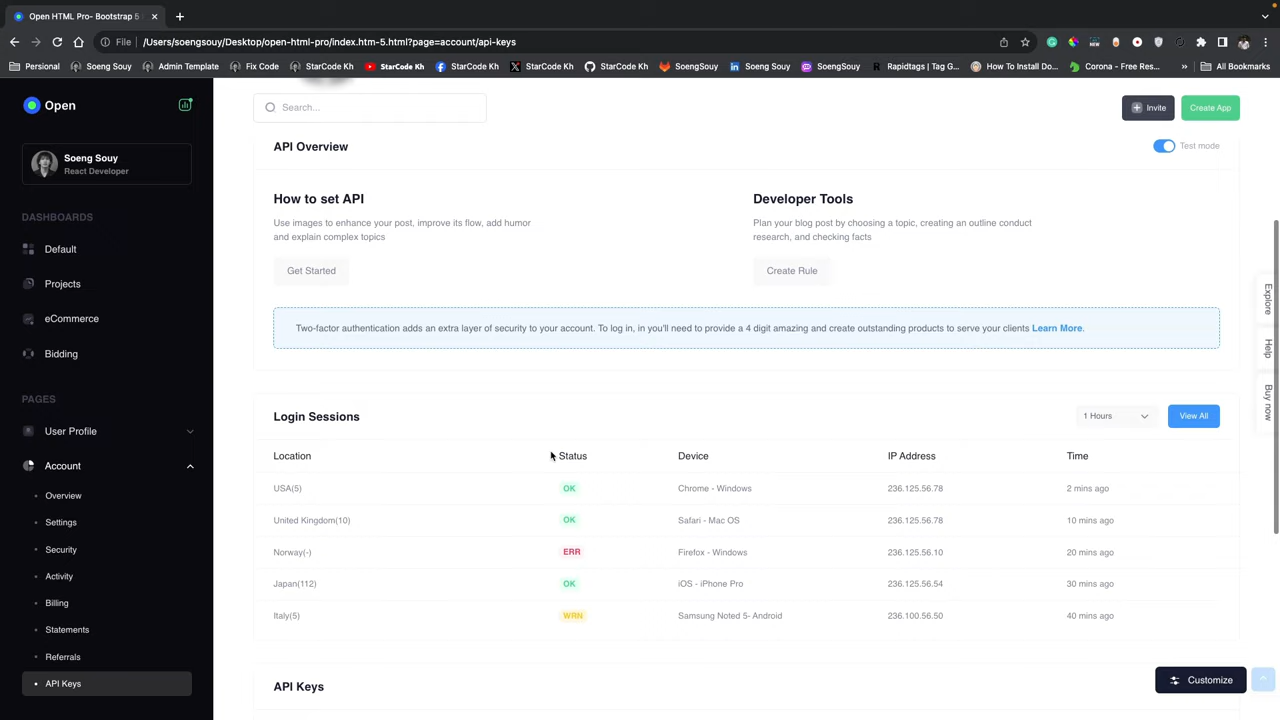 Open HTML Pro- Bootstrap 5
File /Users/soengsouy/Desktop/open-html-pro/index.htm-5.html?page=account/api-keys
Personal Soeng Souy Admin Template Fix Code StarCode Kh StarCode Kh StarCode Kh StarCode Kh StarCode Kh SoengSouy Soeng Souy SoengSouy Rapidtags | Tag G... How To Install Do... Corona - Free Res... » All Bookmarks
Open
Search...
Invite
Create App
Soeng Souy
React Developer
API Overview
Test mode
How to set API
Use images to enhance your post, improve its flow, add humor
and explain complex topics
Get Started
Developer Tools
Plan your blog post by choosing a topic, creating an outline conduct
research, and checking facts
Create Rule
Two-factor authentication adds an extra layer of security to your account. To log in, in you'll need to provide a 4 digit amazing and create outstanding products to serve your clients Learn More.
DASHBOARDS
Default
Projects
eCommerce
Bidding
PAGES
User Profile
Account
Overview
Settings
Security
Activity
Billing
Statements
Referrals
API Keys
Login Sessions
1 Hours
View All
Location Status Device IP Address Time
USA(5) OK Chrome - Windows 236.125.56.78 2 mins ago
United Kingdom(10) OK Safari - Mac OS 236.125.56.78 10 mins ago
Norway(-) ERR Firefox - Windows 236.125.56.10 20 mins ago
Japan(112) OK iOS - iPhone Pro 236.125.56.54 30 mins ago
Italy(5) WRN Samsung Noted 5- Android 236.100.56.50 40 mins ago
API Keys
Customize
Explore
Help
Buy now